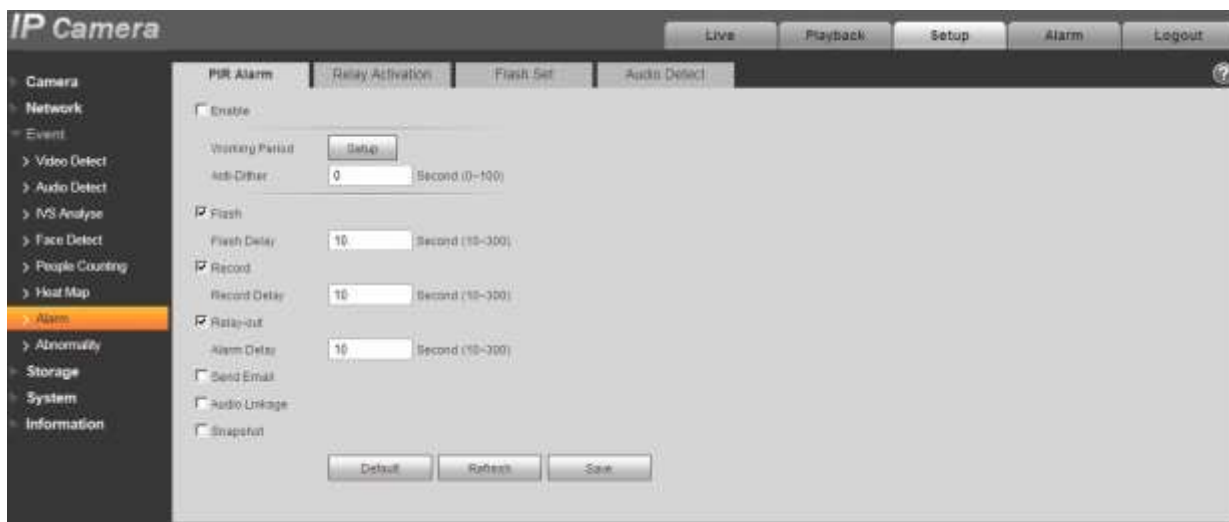 IP Camera
Live Playback Setup Alarm Logout
PIR Alarm Relay Activation Flash Set Audio Detect
?
Camera
Network
Event
Video Detect
Audio Detect
IVS Analyse
Face Detect
People Counting
Heat Map
Alarm
Abnormality
Storage
System
Information
Enable
Working Period Setup
Anti-Dither 0 Second (0~100)
Flash
Flash Delay 10 Second (10~300)
Record
Record Delay 10 Second (10~300)
Relay-out
Alarm Delay 10 Second (10~300)
Send Email
Audio Linkage
Snapshot
Default Refresh Save